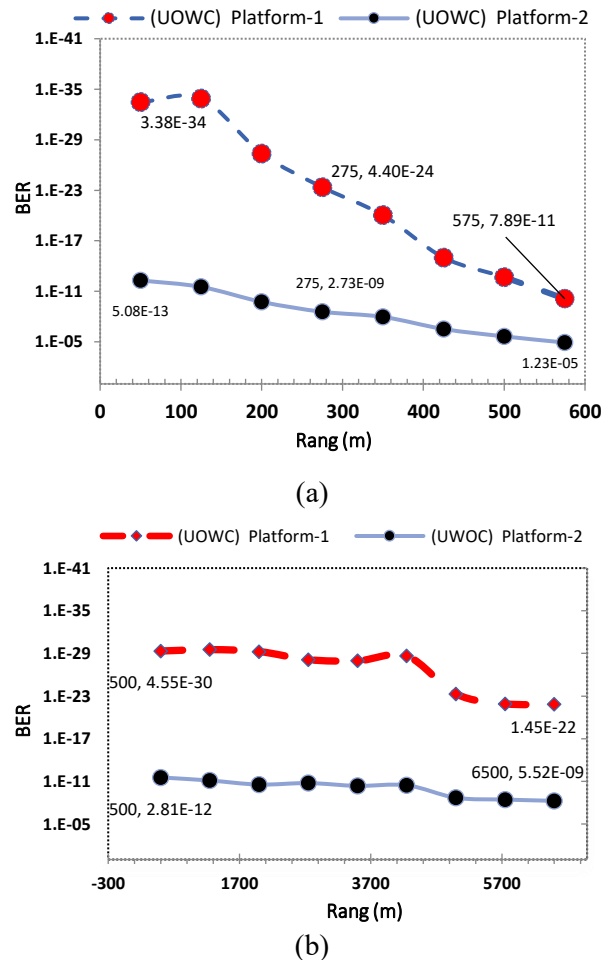 (UOWC) Platform-1 (UOWC) Platform-2
1.E-41
1.E-35
3.38E-34
1.E-29
275, 4.40E-24
1.E-23
575, 7.89E-11
1.E-17
275, 2.73E-09
1.E-11
5.08E-13
1.E-05
1.23E-05
BER
0 100 200 300 400 500 600
Rang (m)
(a)
(UOWC) Platform-1 (UWOC) Platform-2
1.E-41
1.E-35
1.E-29
500, 4.55E-30
1.E-23
1.45E-22
1.E-17
6500, 5.52E-09
1.E-11
500, 2.81E-12
1.E-05
BER
-300 1700 3700 5700
Rang (m)
(b)